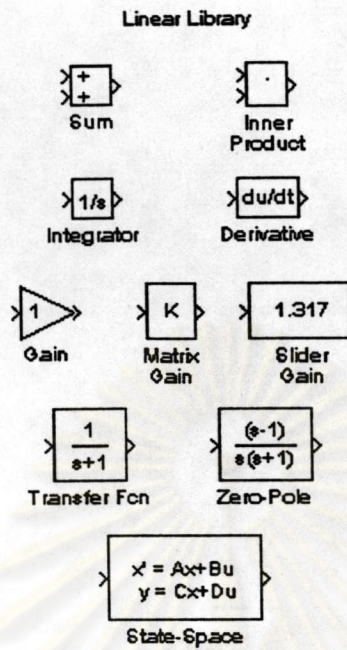 Linear Library
+
+
Sum
·
Inner
Product
1/s
Integrator
du/dt
Derivative
1
Gain
K
Matrix
Gain
1.317
Slider
Gain
1
s+1
Transfer Fcn
(s-1)
s(s+1)
Zero-Pole
x' = Ax+Bu
y = Cx+Du
State-Space